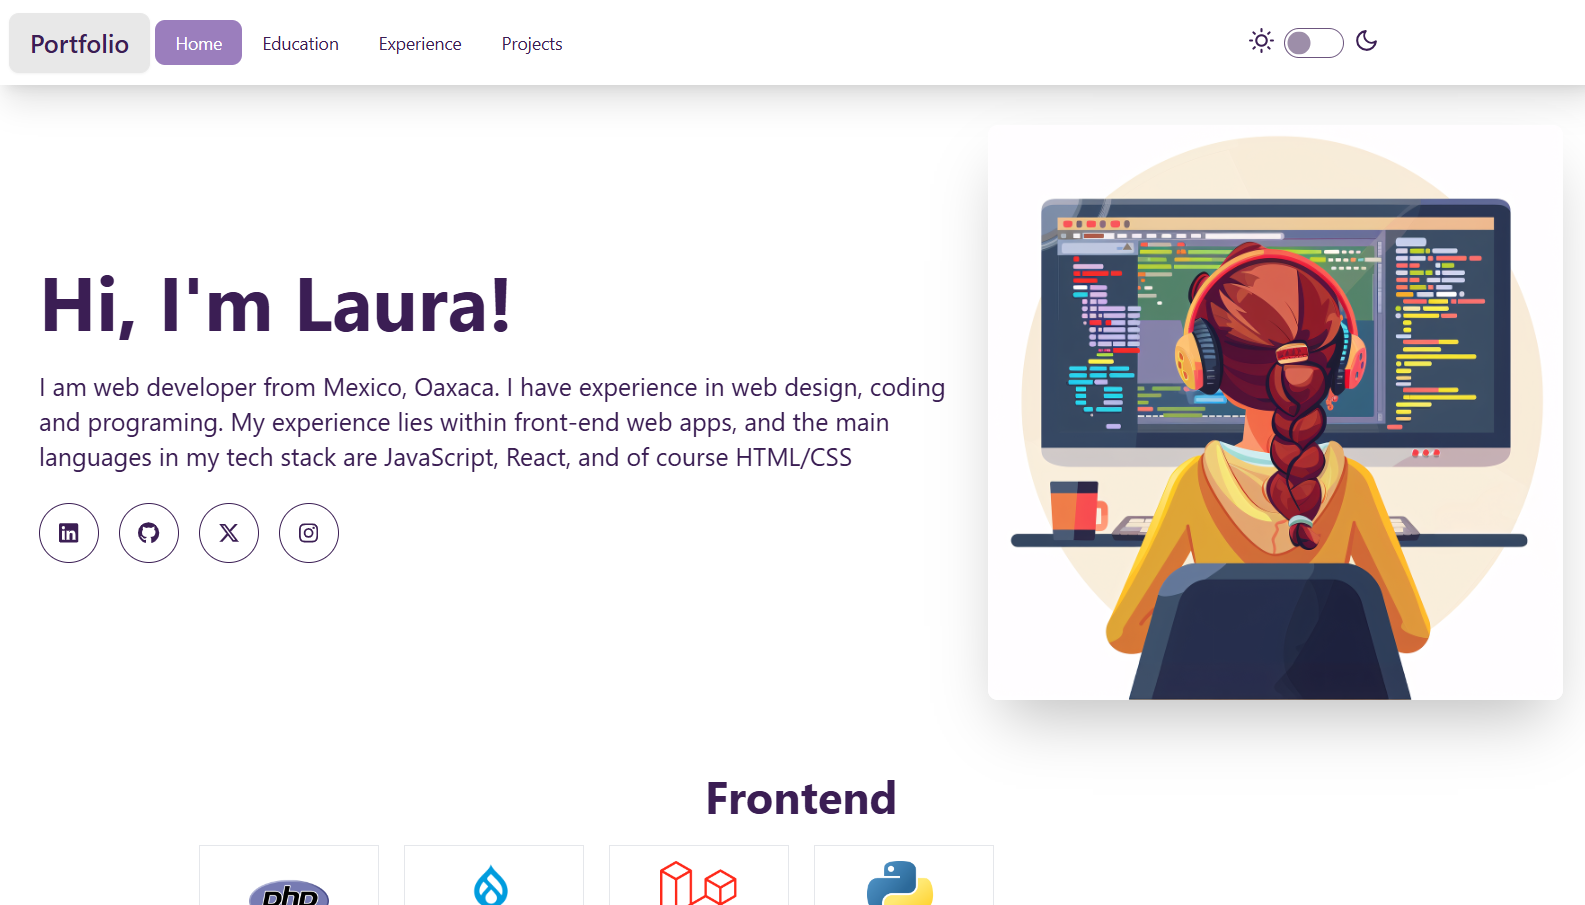 Portfolio Home Education Experience Projects
Hi, I'm Laura!
I am web developer from Mexico, Oaxaca. I have experience in web design, coding
and programing. My experience lies within front-end web apps, and the main
languages in my tech stack are JavaScript, React, and of course HTML/CSS
Frontend
php